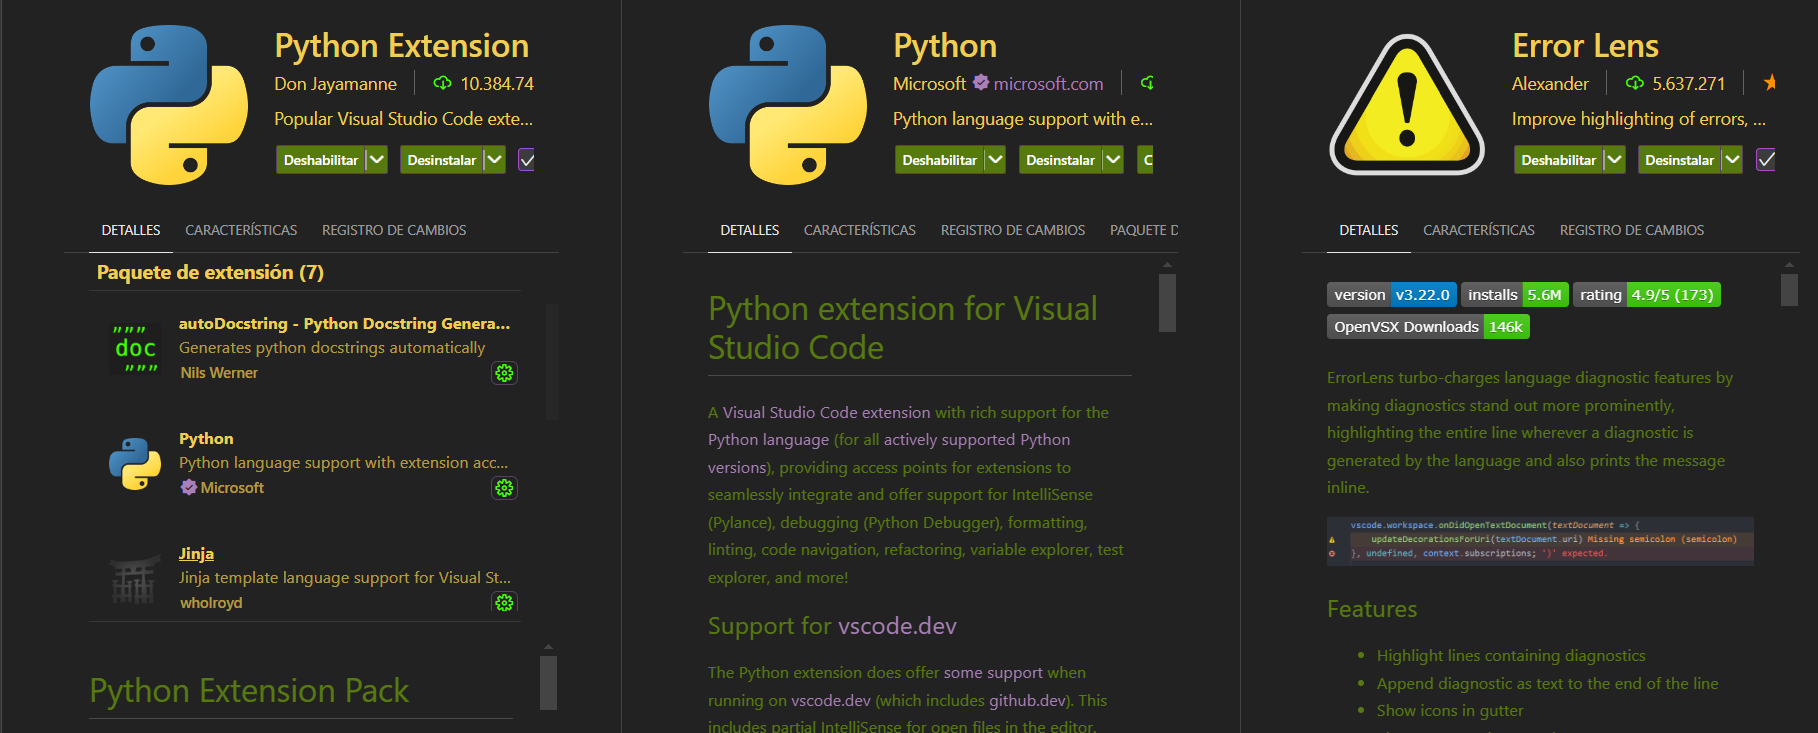 Python Extension
Don Jayamanne
10.384.74
Popular Visual Studio Code exte...
Deshabilitar
Desinstalar
DETALLES
CARACTERÍSTICAS
REGISTRO DE CAMBIOS
Paquete de extensión (7)
""" doc """
autoDocstring - Python Docstring Genera...
Generates python docstrings automatically
Nils Werner
Python
Python language support with extension acc...
Microsoft
Jinja
Jinja template language support for Visual St...
wholroyd
Python Extension Pack
Python
Microsoft
microsoft.com
Python language support with e...
Deshabilitar
Desinstalar
DETALLES
CARACTERÍSTICAS
REGISTRO DE CAMBIOS
PAQUETE D
Python extension for Visual
Studio Code
A Visual Studio Code extension with rich support for the
Python language (for all actively supported Python
versions), providing access points for extensions to
seamlessly integrate and offer support for IntelliSense
(Pylance), debugging (Python Debugger), formatting,
linting, code navigation, refactoring, variable explorer, test
explorer, and more!
Support for vscode.dev
The Python extension does offer some support when
running on vscode.dev (which includes github.dev). This
includes partial IntelliSense for open files in the editor.
Error Lens
Alexander
5.637.271
Improve highlighting of errors, ...
Deshabilitar
Desinstalar
DETALLES
CARACTERÍSTICAS
REGISTRO DE CAMBIOS
version v3.22.0
installs 5.6M
rating 4.9/5 (173)
OpenVSX Downloads 146k
ErrorLens turbo-charges language diagnostic features by
making diagnostics stand out more prominently,
highlighting the entire line wherever a diagnostic is
generated by the language and also prints the message
inline.
vscode.workspace.onDidOpenTextDocument(textDocument => {
updateDecorationsForUri(textDocument.uri) Missing semicolon (semicolon)
}, undefined, context.subscriptions; ')' expected.
Features
Highlight lines containing diagnostics
Append diagnostic as text to the end of the line
Show icons in gutter